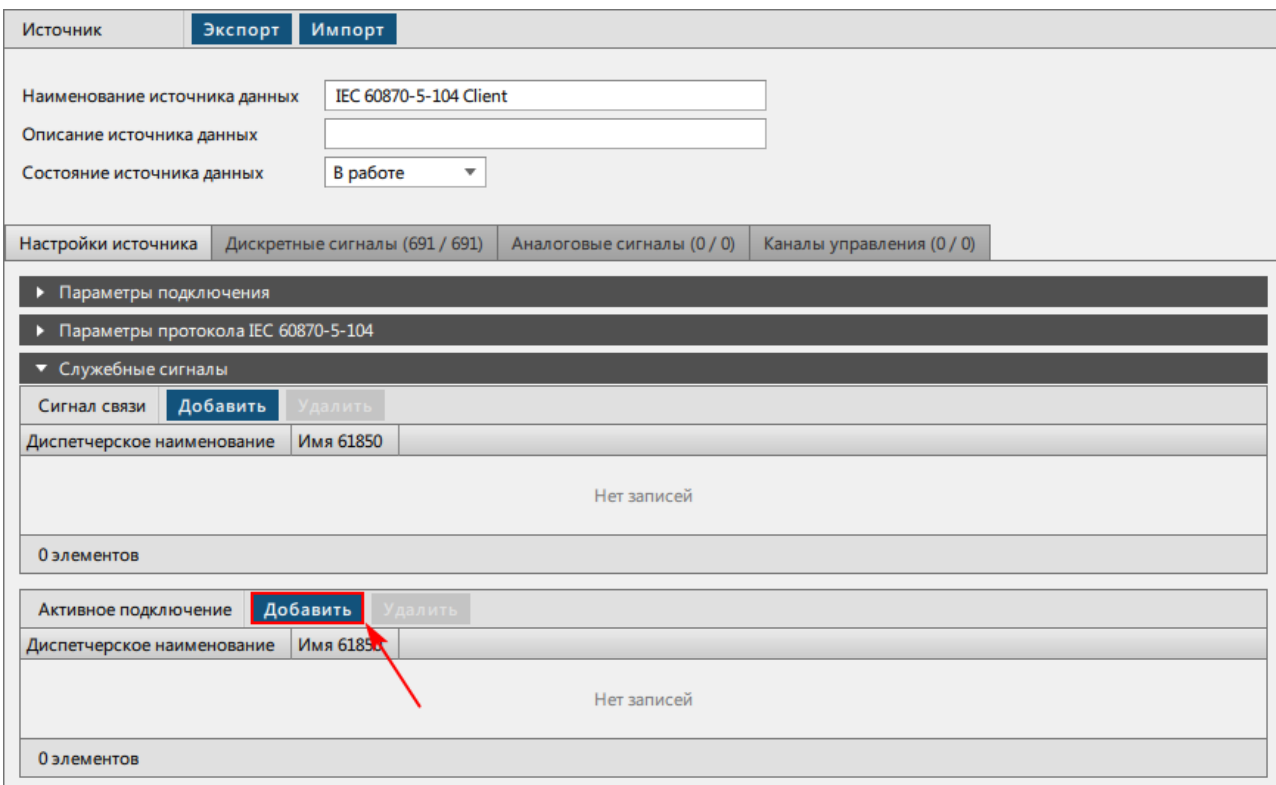 Источник Экспорт Импорт
Наименование источника данных IEC 60870-5-104 Client
Описание источника данных
Состояние источника данных В работе
Настройки источника Дискретные сигналы (691 / 691) Аналоговые сигналы (0 / 0) Каналы управления (0 / 0)
Параметры подключения
Параметры протокола IEC 60870-5-104
Служебные сигналы
Сигнал связи Добавить Удалить
Диспетчерское наименование Имя 61850
Нет записей
0 элементов
Активное подключение Добавить Удалить
Диспетчерское наименование Имя 61850
Нет записей
0 элементов